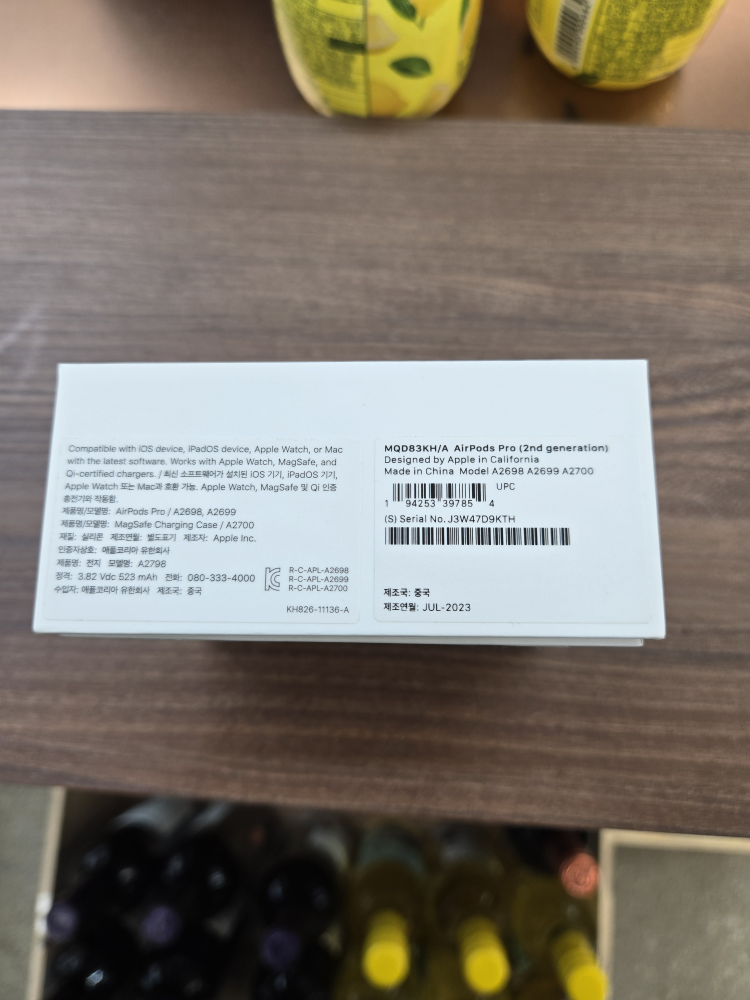 Compatible with iOS device, iPadOS device, Apple Watch, or Mac
with the latest software. Works with Apple Watch, MagSafe, and
Qi-certified chargers. / 최신 소프트웨어가 설치된 iOS 기기, iPadOS 기기,
Apple Watch 또는 Mac과 호환 가능. Apple Watch, MagSafe 및 Qi 인증
충전기와 작동함.
제품명/모델명: AirPods Pro / A2698, A2699
제품명/모델명: MagSafe Charging Case / A2700
재질: 실리콘 제조연월: 별도표기 제조자: Apple Inc.
인증자상호: 애플코리아 유한회사
제품명: 전지 모델명: A2798
정격: 3.82 Vdc 523 mAh 전화: 080-333-4000
수입자: 애플코리아 유한회사 제조국: 중국
R-C-APL-A2698
R-C-APL-A2699
R-C-APL-A2700
KH826-11136-A
MQD83KH/A AirPods Pro (2nd generation)
Designed by Apple in California
Made in China Model A2698 A2699 A2700
UPC
1 94253 39785 4
(S) Serial No. J3W47D9KTH
제조국: 중국
제조연월: JUL-2023